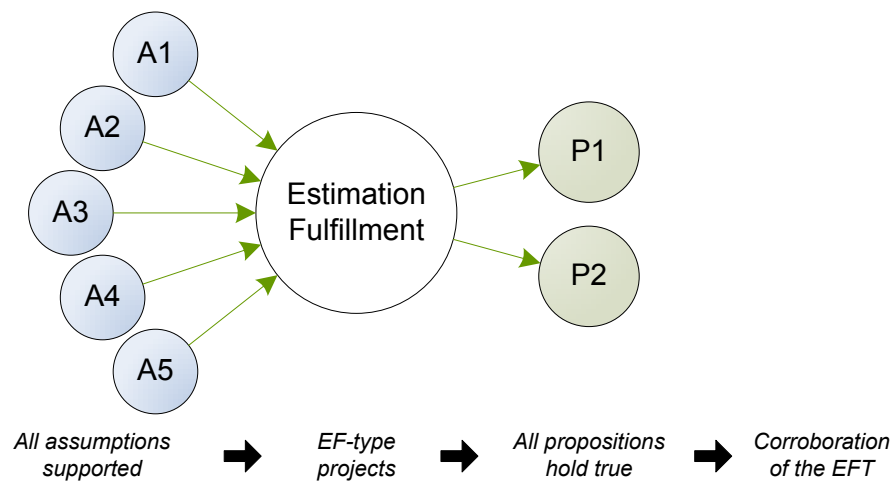 A1
A2
A3
A4
A5
Estimation
Fulfillment
P1
P2
All assumptions
supported
EF-type
projects
All propositions
hold true
Corroboration
of the EFT